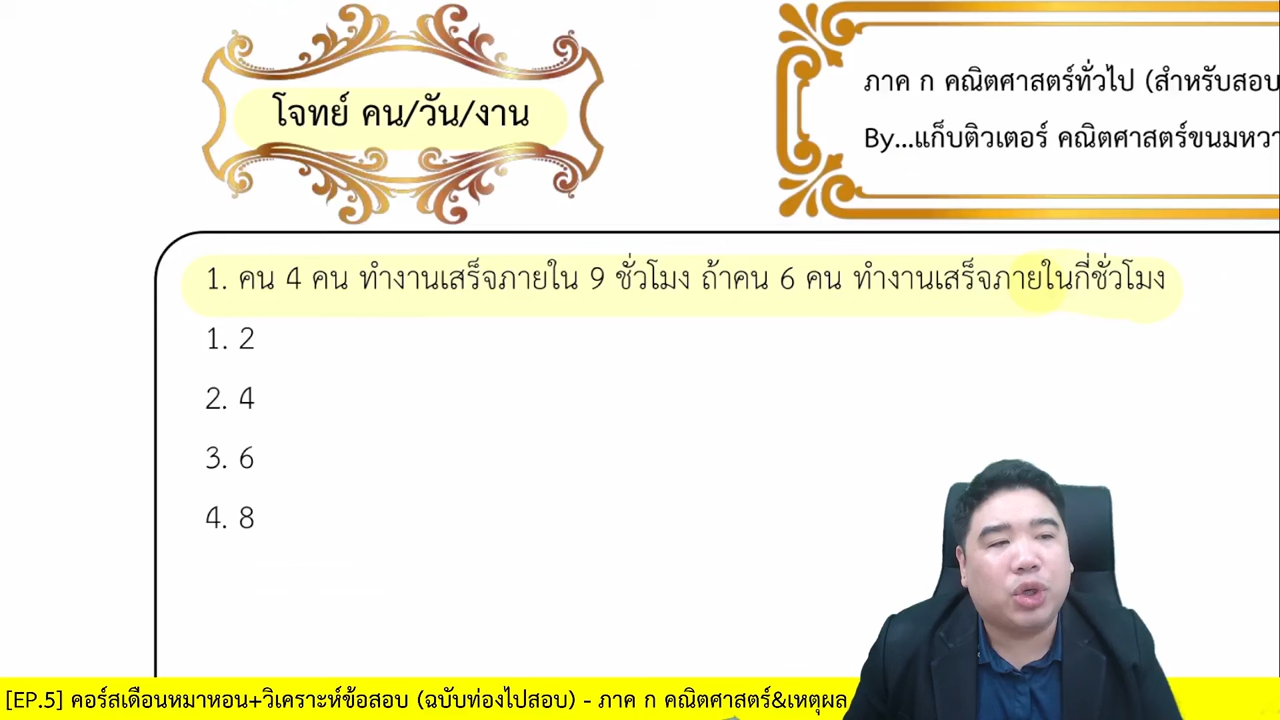 โจทย์ คน/วัน/งาน
ภาค ก คณิตศาสตร์ทั่วไป (สำหรับสอบ
By...แก็บติวเตอร์ คณิตศาสตร์ขนมหวา
1. คน 4 คน ทำงานเสร็จภายใน 9 ชั่วโมง ถ้าคน 6 คน ทำงานเสร็จภายในกี่ชั่วโมง
1. 2
2. 4
3. 6
4. 8
[EP.5] คอร์สเดือนหมาหอน+วิเคราะห์ข้อสอบ (ฉบับท่องไปสอบ) - ภาค ก คณิตศาสตร์&เหตุผล